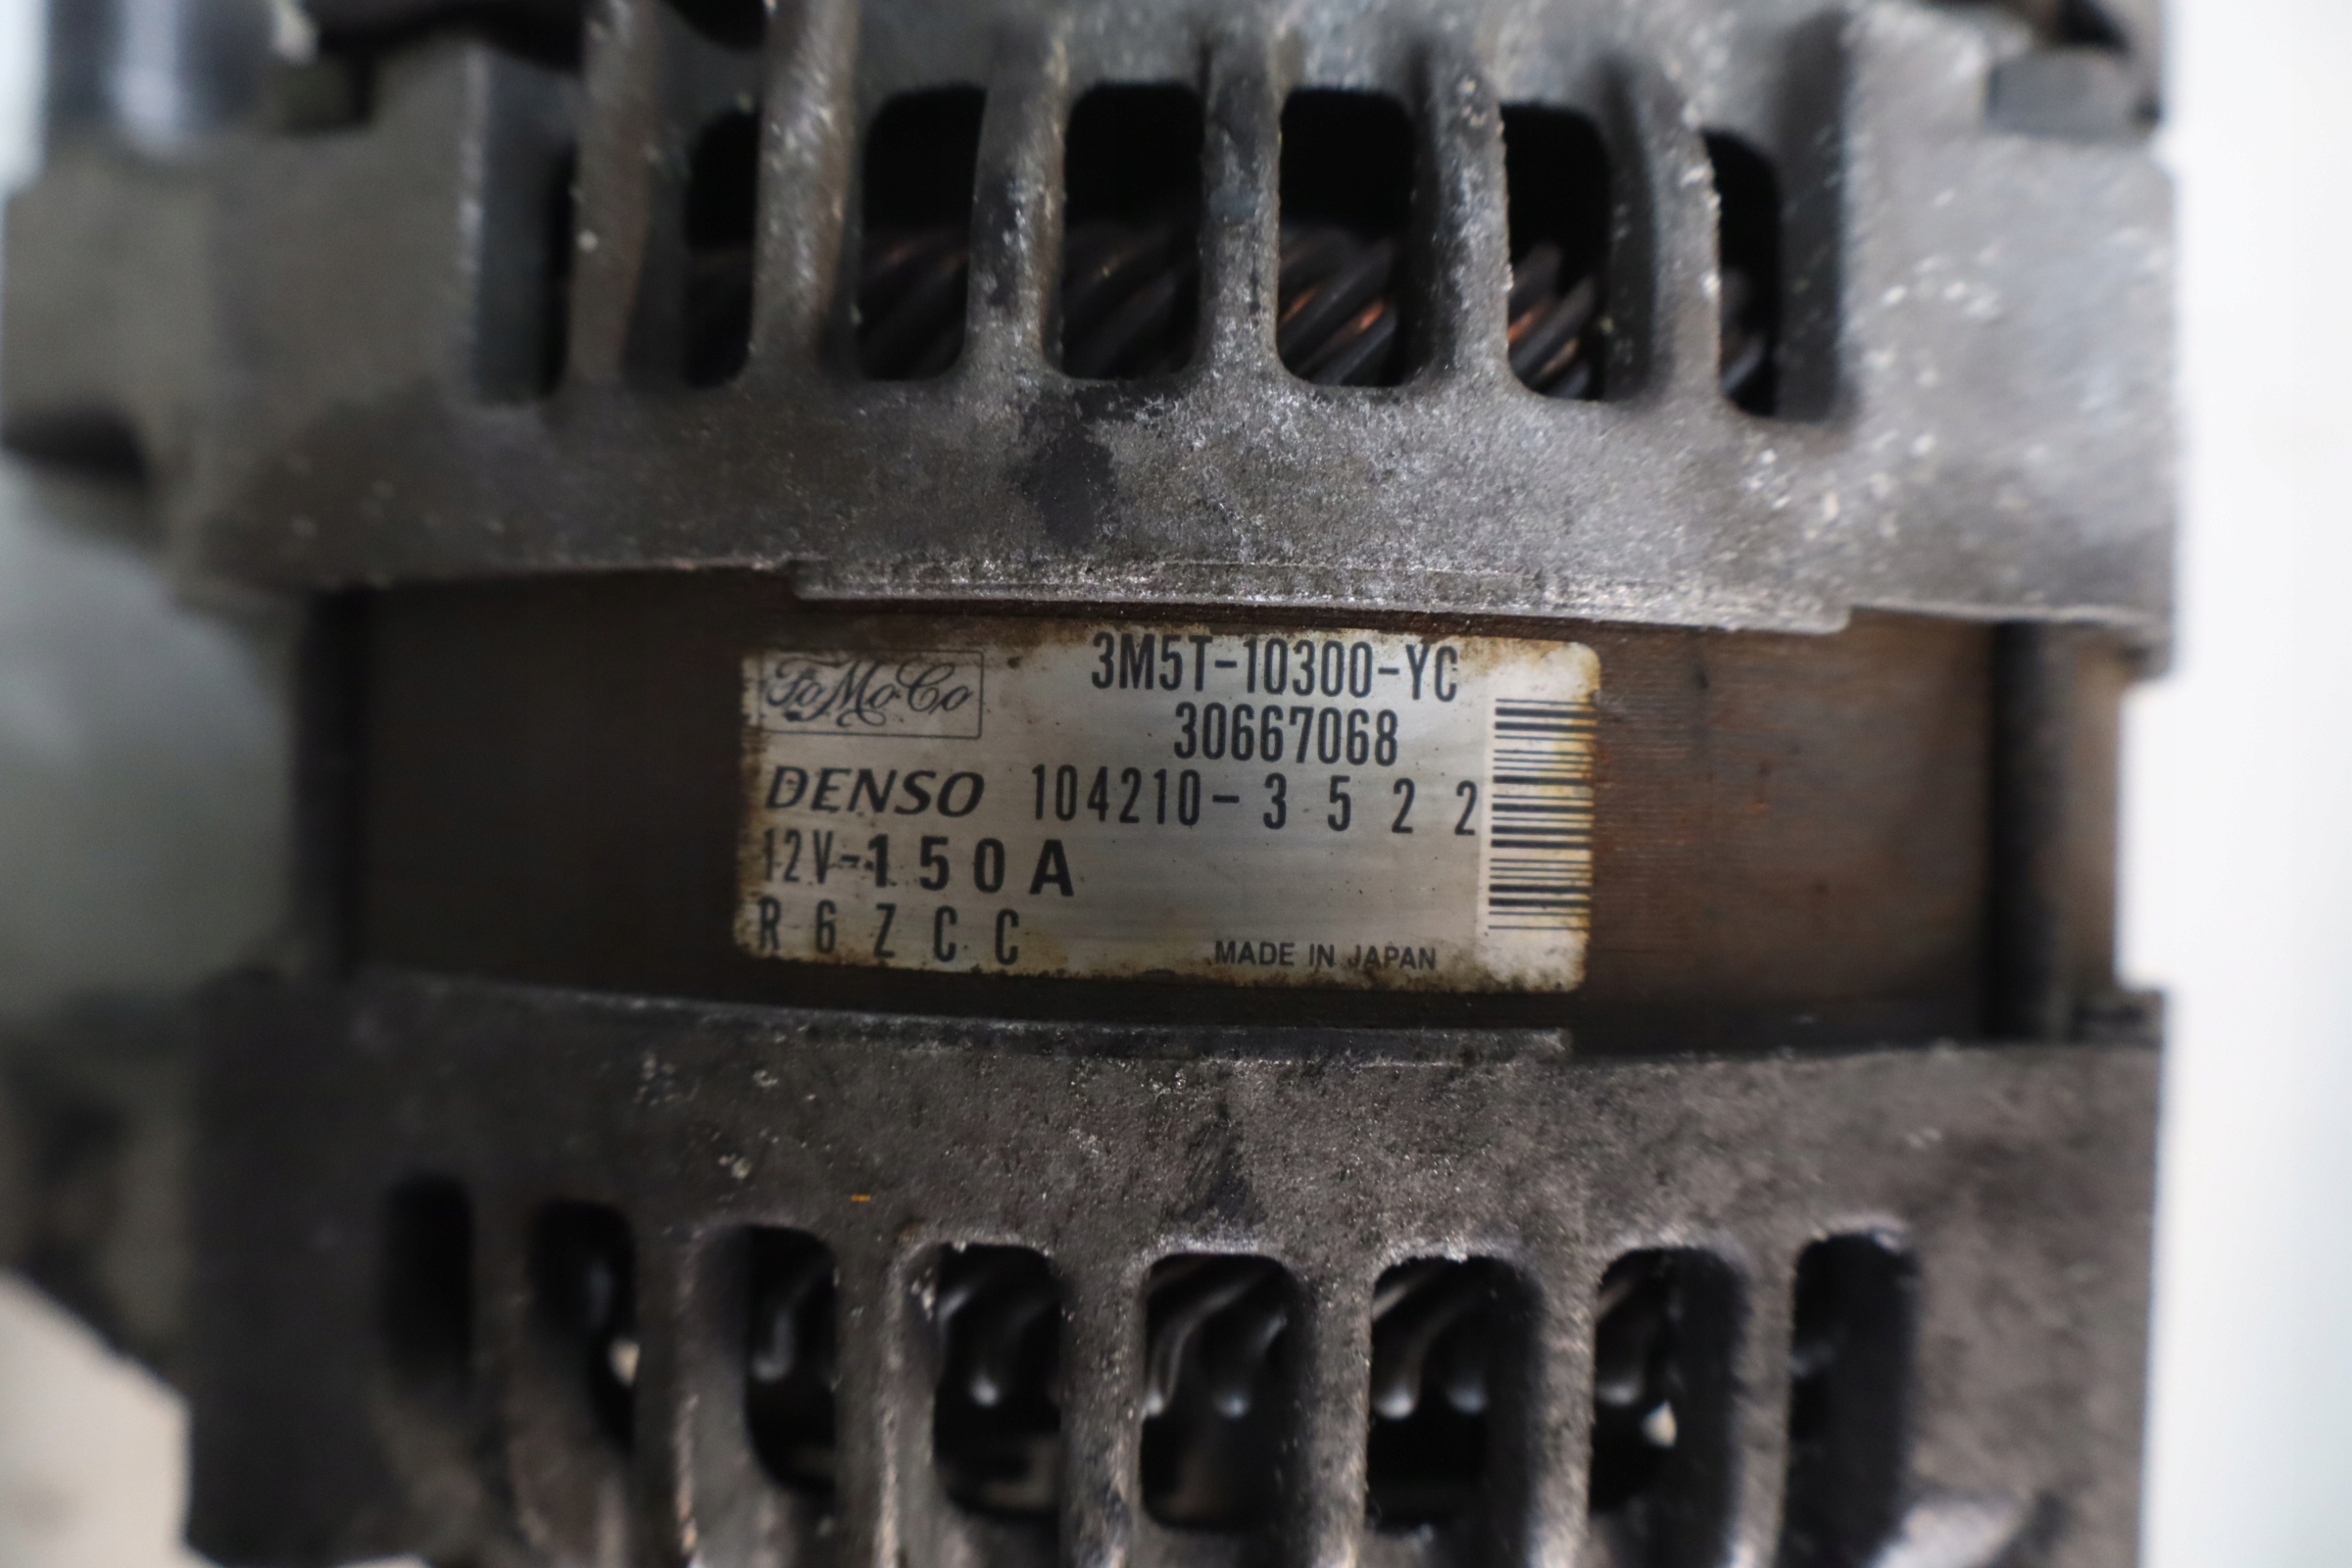 FoMoCo
3M5T-10300-YC
30667068
DENSO 104210-3522
12V-150A
R6ZCC
MADE IN JAPAN